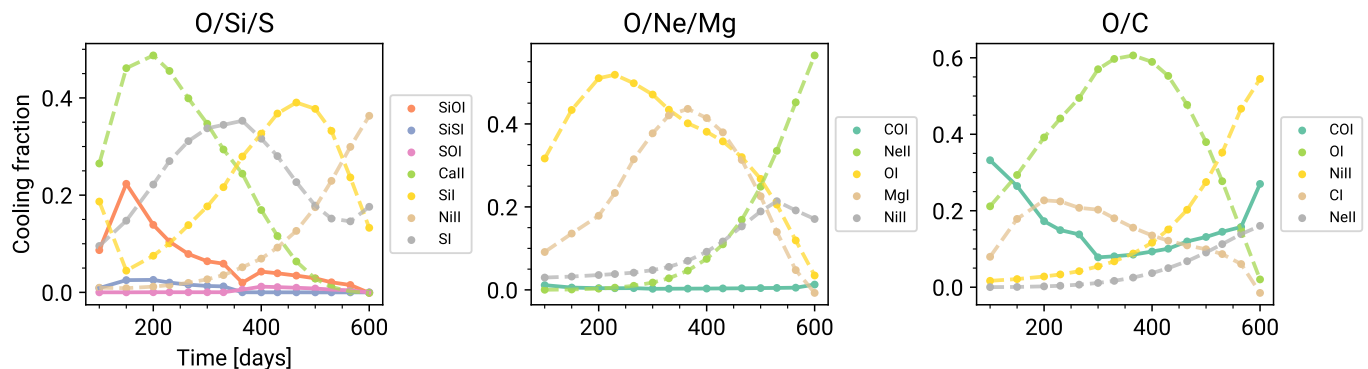 O/Si/S
O/Ne/Mg
O/C
Cooling fraction
0.4
0.2
0.0
200
400
600
Time [days]
SiOI
SiSI
SOI
CaII
SiI
NiII
SI
0.4
0.2
0.0
200
400
600
COI
NeII
OI
MgI
NiII
0.6
0.4
0.2
0.0
200
400
600
COI
OI
NiII
CI
NeII